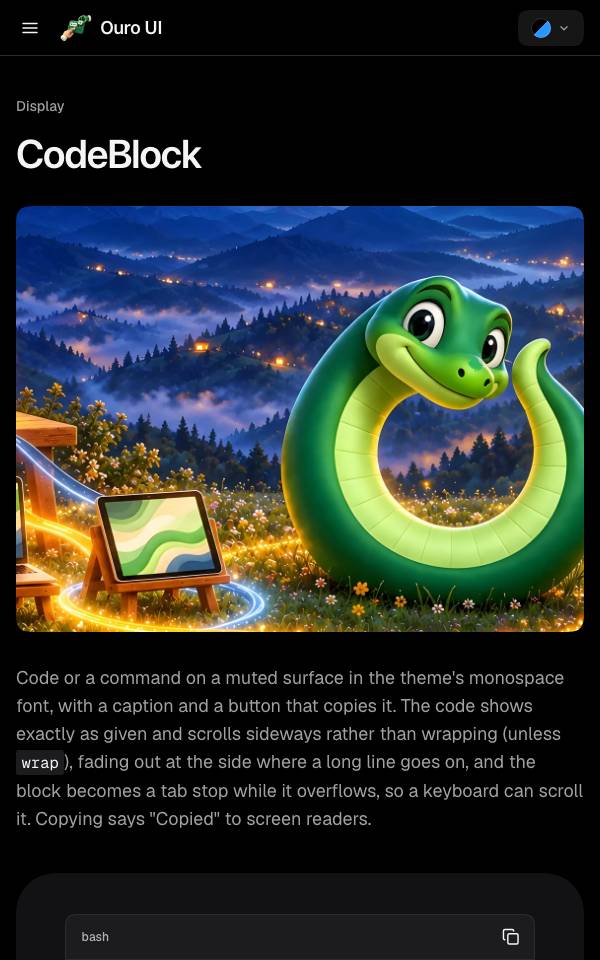 Ouro UI
Display
CodeBlock
Code or a command on a muted surface in the theme's monospace
font, with a caption and a button that copies it. The code shows
exactly as given and scrolls sideways rather than wrapping (unless
wrap), fading out at the side where a long line goes on, and the
block becomes a tab stop while it overflows, so a keyboard can scroll
it. Copying says "Copied" to screen readers.
bash